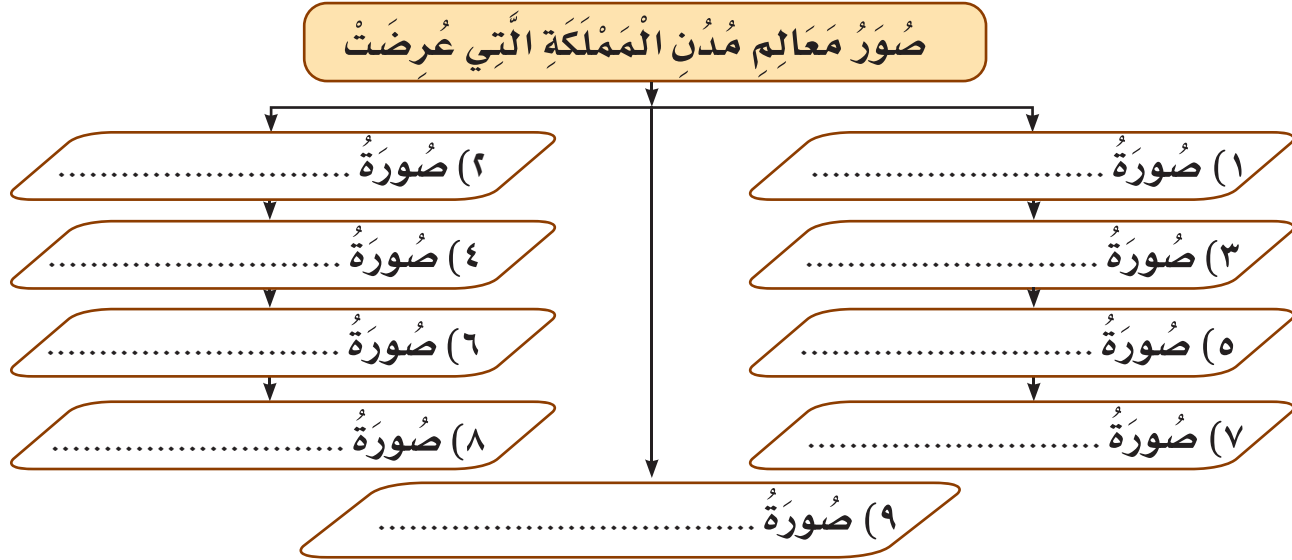 صُوَرُ مَعَالِمِ مُدُنِ الْمَمْلَكَةِ الَّتِي عُرِضَتْ
١) صُورَةُ ............................
٢) صُورَةُ ............................
٣) صُورَةُ ............................
٤) صُورَةُ ............................
٥) صُورَةُ ............................
٦) صُورَةُ ............................
٧) صُورَةُ ............................
٨) صُورَةُ ............................
٩) صُورَةُ ....................................